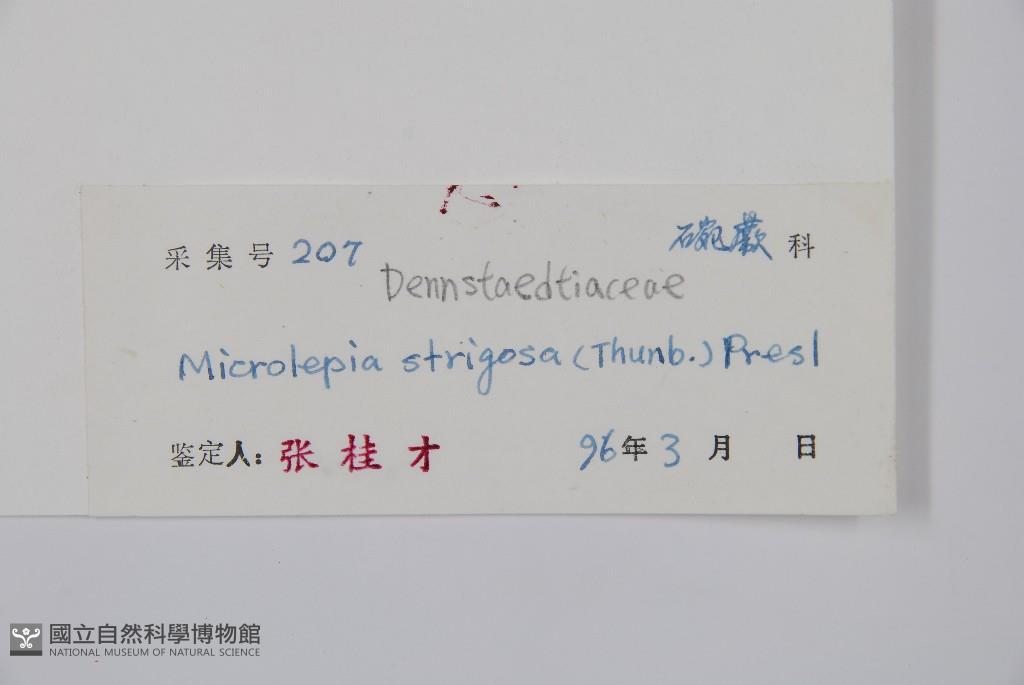 采集号 207 碗蕨科
Dennstaedtiaceae
Microlepia strigosa (Thunb.) Presl
鉴定人: 张桂才 96年3月 日
國立自然科學博物館
NATIONAL MUSEUM OF NATURAL SCIENCE